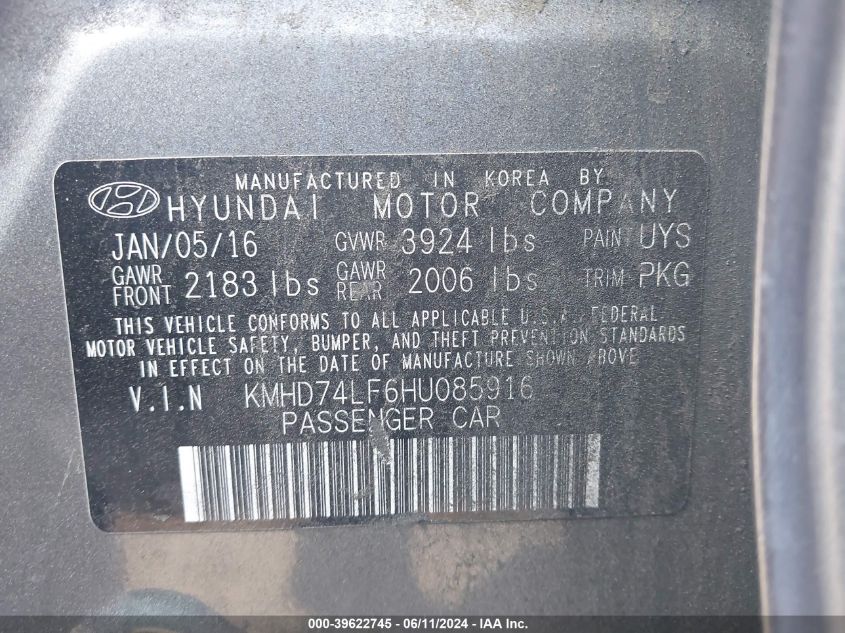 MANUFACTURED IN KOREA BY
HYUNDAI MOTOR COMPANY
JAN/05/16 GVWR 3924 lbs PAINT UYS
GAWR FRONT 2183 lbs GAWR REAR 2006 lbs TRIM PKG
THIS VEHICLE CONFORMS TO ALL APPLICABLE U.S.A. FEDERAL
MOTOR VEHICLE SAFETY, BUMPER, AND THEFT PREVENTION STANDARDS
IN EFFECT ON THE DATE OF MANUFACTURE SHOWN ABOVE
V.I.N KMHD74LF6HU085916
PASSENGER CAR
000-39622745 - 06/11/2024 - IAA, Inc.